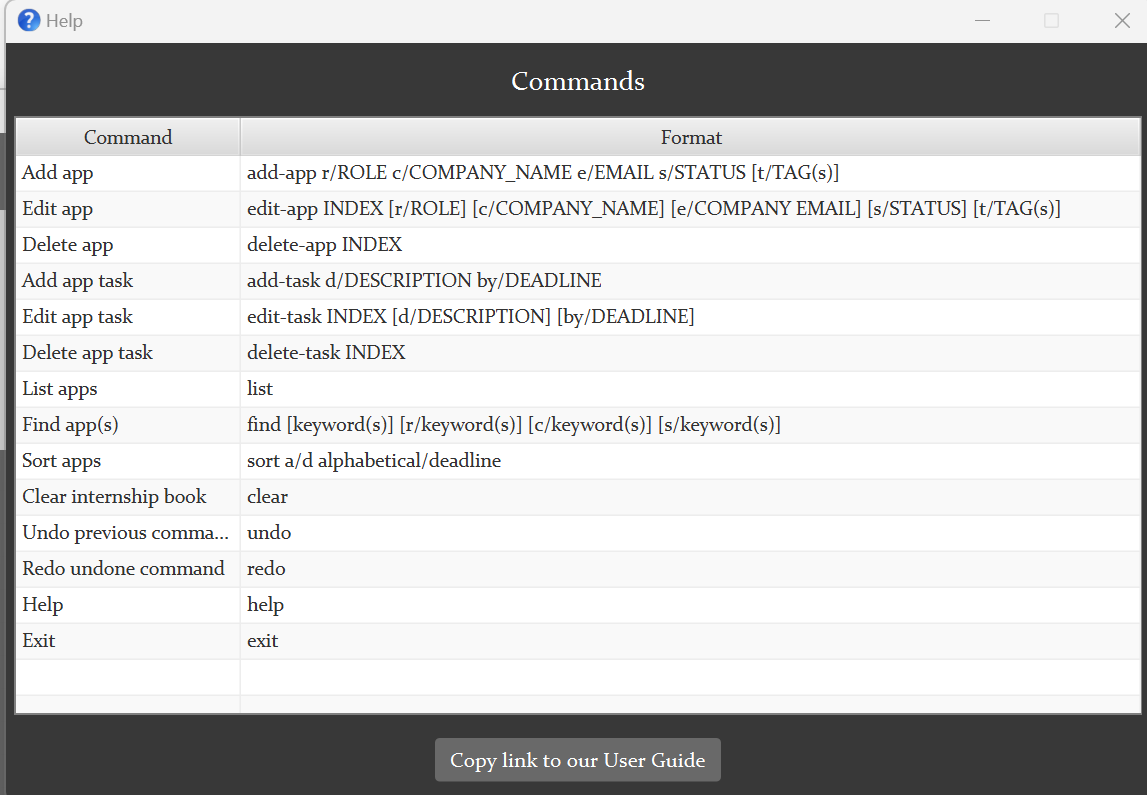 Help
Commands
Command Format
Add app add-app r/ROLE c/COMPANY_NAME e/EMAIL s/STATUS [t/TAG(s)]
Edit app edit-app INDEX [r/ROLE] [c/COMPANY_NAME] [e/COMPANY EMAIL] [s/STATUS] [t/TAG(s)]
Delete app delete-app INDEX
Add app task add-task d/DESCRIPTION by/DEADLINE
Edit app task edit-task INDEX [d/DESCRIPTION] [by/DEADLINE]
Delete app task delete-task INDEX
List apps list
Find app(s) find [keyword(s)] [r/keyword(s)] [c/keyword(s)] [s/keyword(s)]
Sort apps sort a/d alphabetical/deadline
Clear internship book clear
Undo previous comma... undo
Redo undone command redo
Help help
Exit exit
Copy link to our User Guide